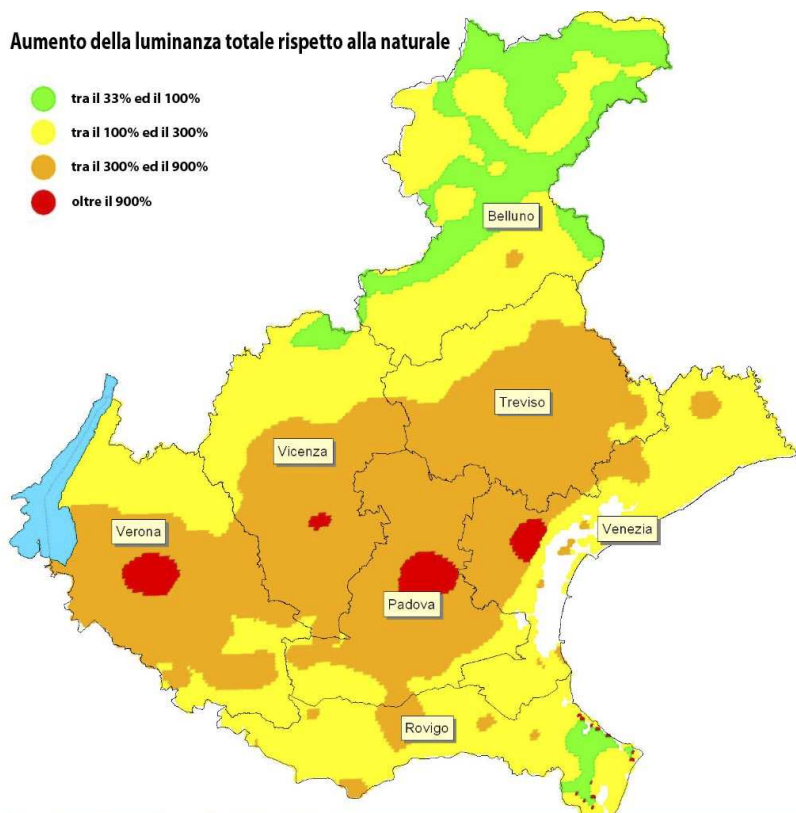 Aumento della luminanza totale rispetto alla naturale
tra il 33% ed il 100%
tra il 100% ed il 300%
tra il 300% ed il 900%
oltre il 900%
Belluno
Treviso
Vicenza
Verona
Venezia
Padova
Rovigo